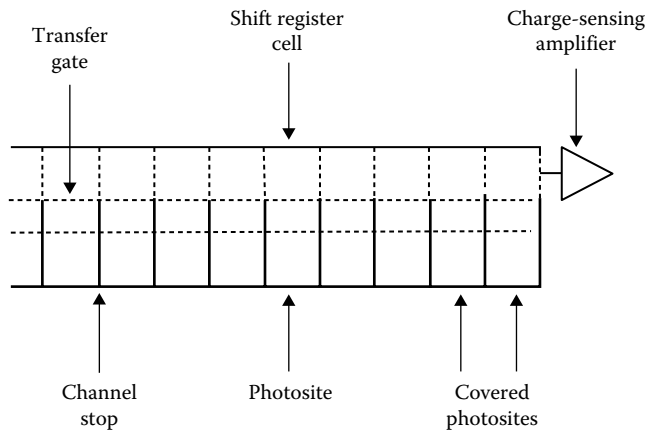 Transfer
gate
Shift register
cell
Charge-sensing
amplifier
Channel
stop
Photosite
Covered
photosites